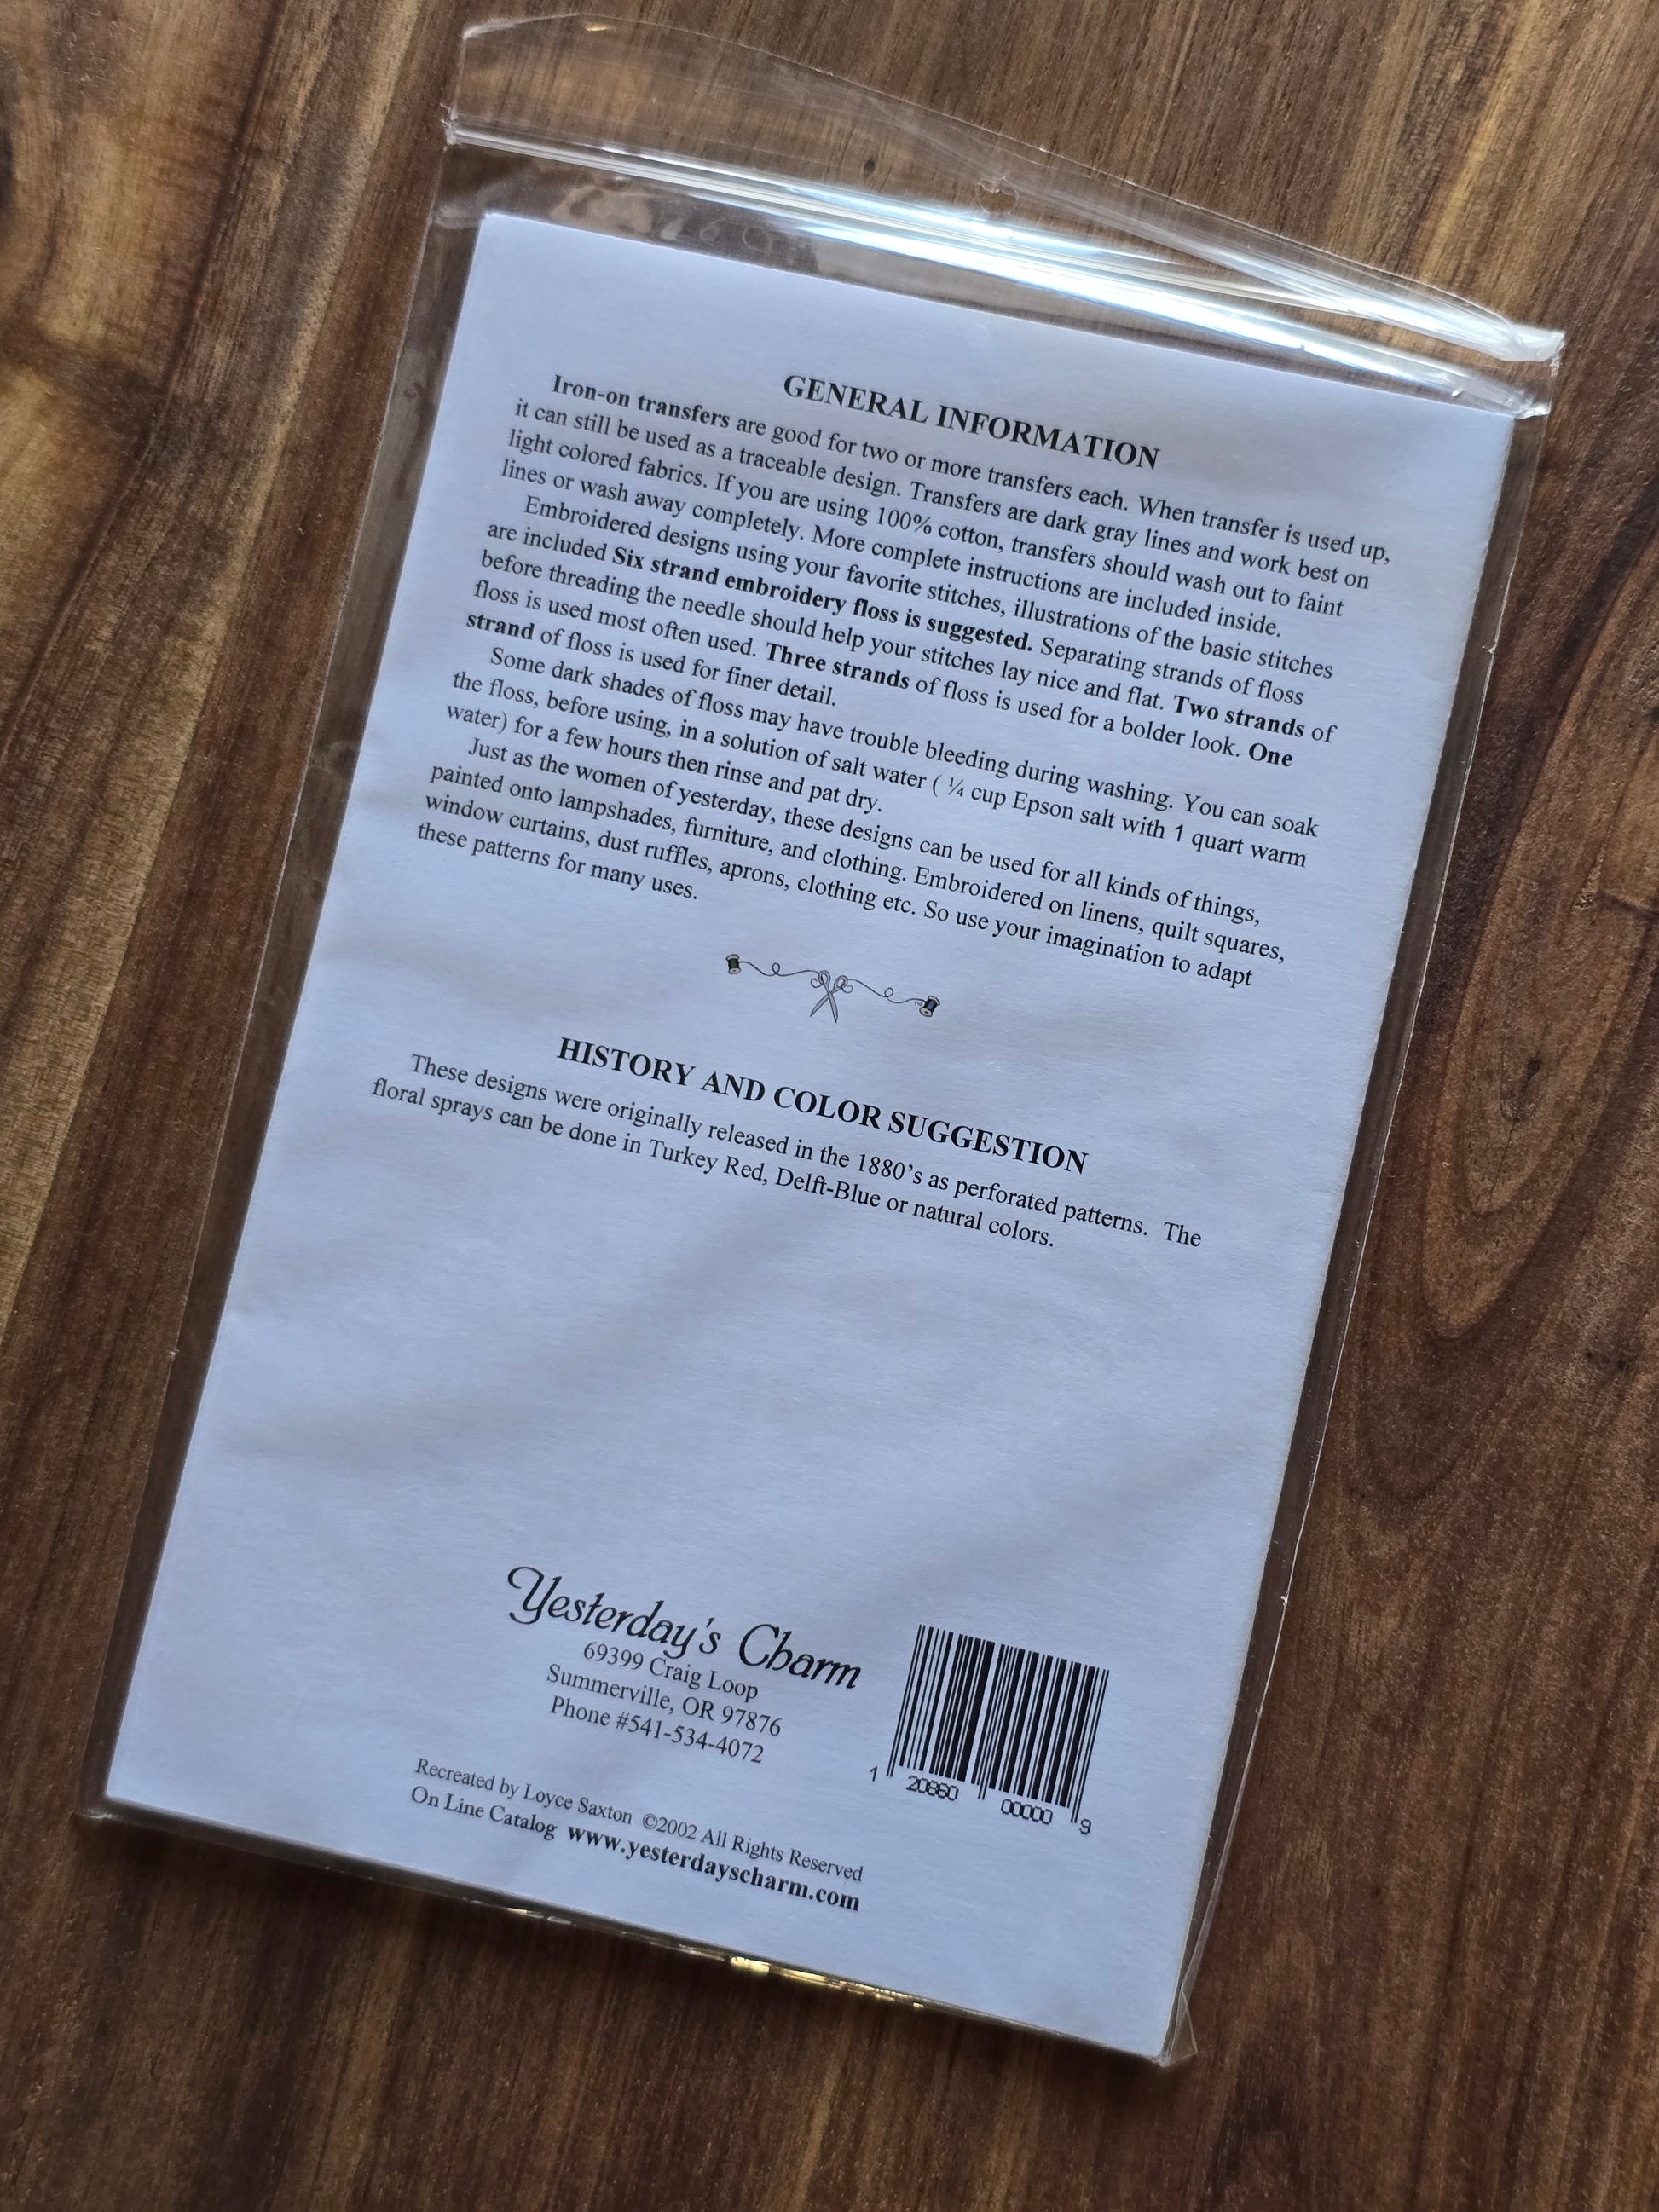 GENERAL INFORMATION
Iron-on transfers are good for two or more transfers each. When transfer is used up,
it can still be used as a traceable design. Transfers are dark gray lines and work best on
light colored fabrics. If you are using 100% cotton, transfers should wash out to faint
lines or wash away completely. More complete instructions are included inside.
Embroidered designs using your favorite stitches, illustrations of the basic stitches
are included Six strand embroidery floss is suggested. Separating strands of floss
before threading the needle should help your stitches lay nice and flat. Two strands of
floss is used most often used. Three strands of floss is used for a bolder look. One
strand of floss is used for finer detail.
Some dark shades of floss may have trouble bleeding during washing. You can soak
the floss, before using, in a solution of salt water ( ¼ cup Epson salt with 1 quart warm
water) for a few hours then rinse and pat dry.
Just as the women of yesterday, these designs can be used for all kinds of things,
painted onto lampshades, furniture, and clothing. Embroidered on linens, quilt squares,
window curtains, dust ruffles, aprons, clothing etc. So use your imagination to adapt
these patterns for many uses.
HISTORY AND COLOR SUGGESTION
These designs were originally released in the 1880's as perforated patterns. The
floral sprays can be done in Turkey Red, Delft-Blue or natural colors.
Yesterday's Charm
69399 Craig Loop
Summerville, OR 97876
Phone #541-534-4072
1 20860 00000 9
Recreated by Loyce Saxton ©2002 All Rights Reserved
On Line Catalog www.yesterdayscharm.com